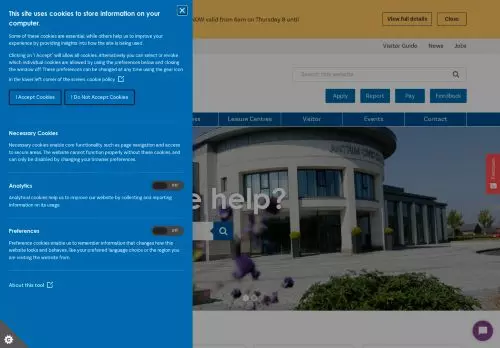 This site uses cookies to store information on your
computer.
Some of these cookies are essential, while others help us to improve your
experience by providing insights into how the site is being used.
Clicking on "I Accept" will allow all cookies. Alternatively you can select or revoke
which individual cookies are allowed by using the preferences below and closing
the window off. These preferences can be changed at any time using the gear icon
in the lower left corner of the screen. cookie policy
I Accept Cookies
I Do Not Accept Cookies
Necessary Cookies
Necessary cookies enable core functionality such as page navigation and access
to secure areas. The website cannot function properly without these cookies, and
can only be disabled by changing your browser preferences.
Analytics
Off
Analytical cookies help us to improve our website by collecting and reporting
information on its usage.
Preferences
Off
Preference cookies enable us to remember information that changes how this
website looks and behaves, like your preferred language choice or the region you
are visiting the website from.
About this tool
NOW valid from 6am on Thursday 8 until
View full details
Close
Visitor Guide
News
Jobs
Search this website
Apply
Report
Pay
Feedback
Leisure Centres
Visitor
Events
Contact
e help?
Feedback